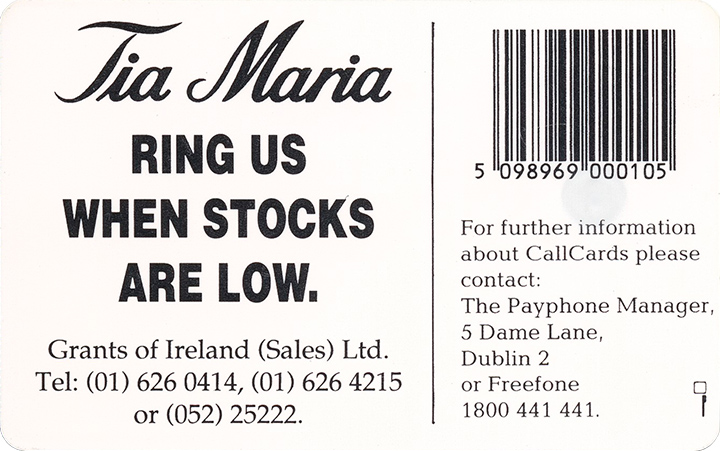 Tia Maria
RING US
WHEN STOCKS
ARE LOW.
Grants of Ireland (Sales) Ltd.
Tel: (01) 626 0414, (01) 626 4215
or (052) 25222.
5 098969 000105
For further information
about CallCards please
contact:
The Payphone Manager,
5 Dame Lane,
Dublin 2
or Freefone
1800 441 441.